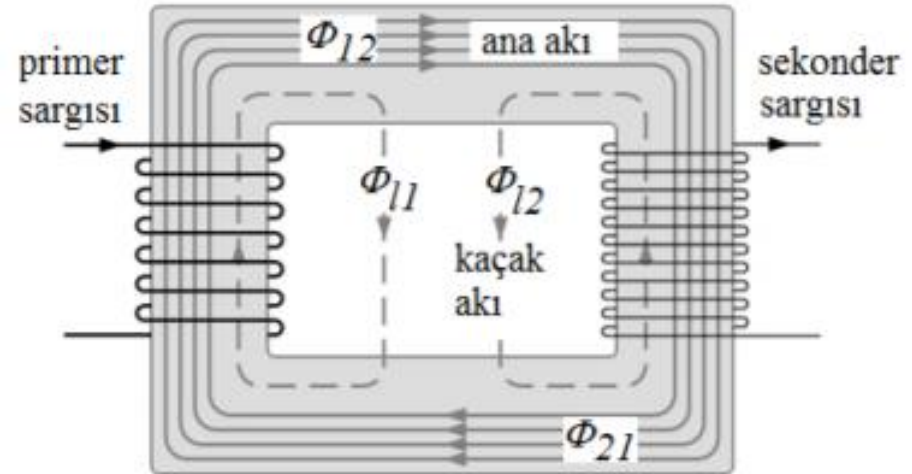 Φ12 ana akı
primer
sargısı
sekonder
sargısı
Φl1 Φl2
kaçak
akı
Φ21